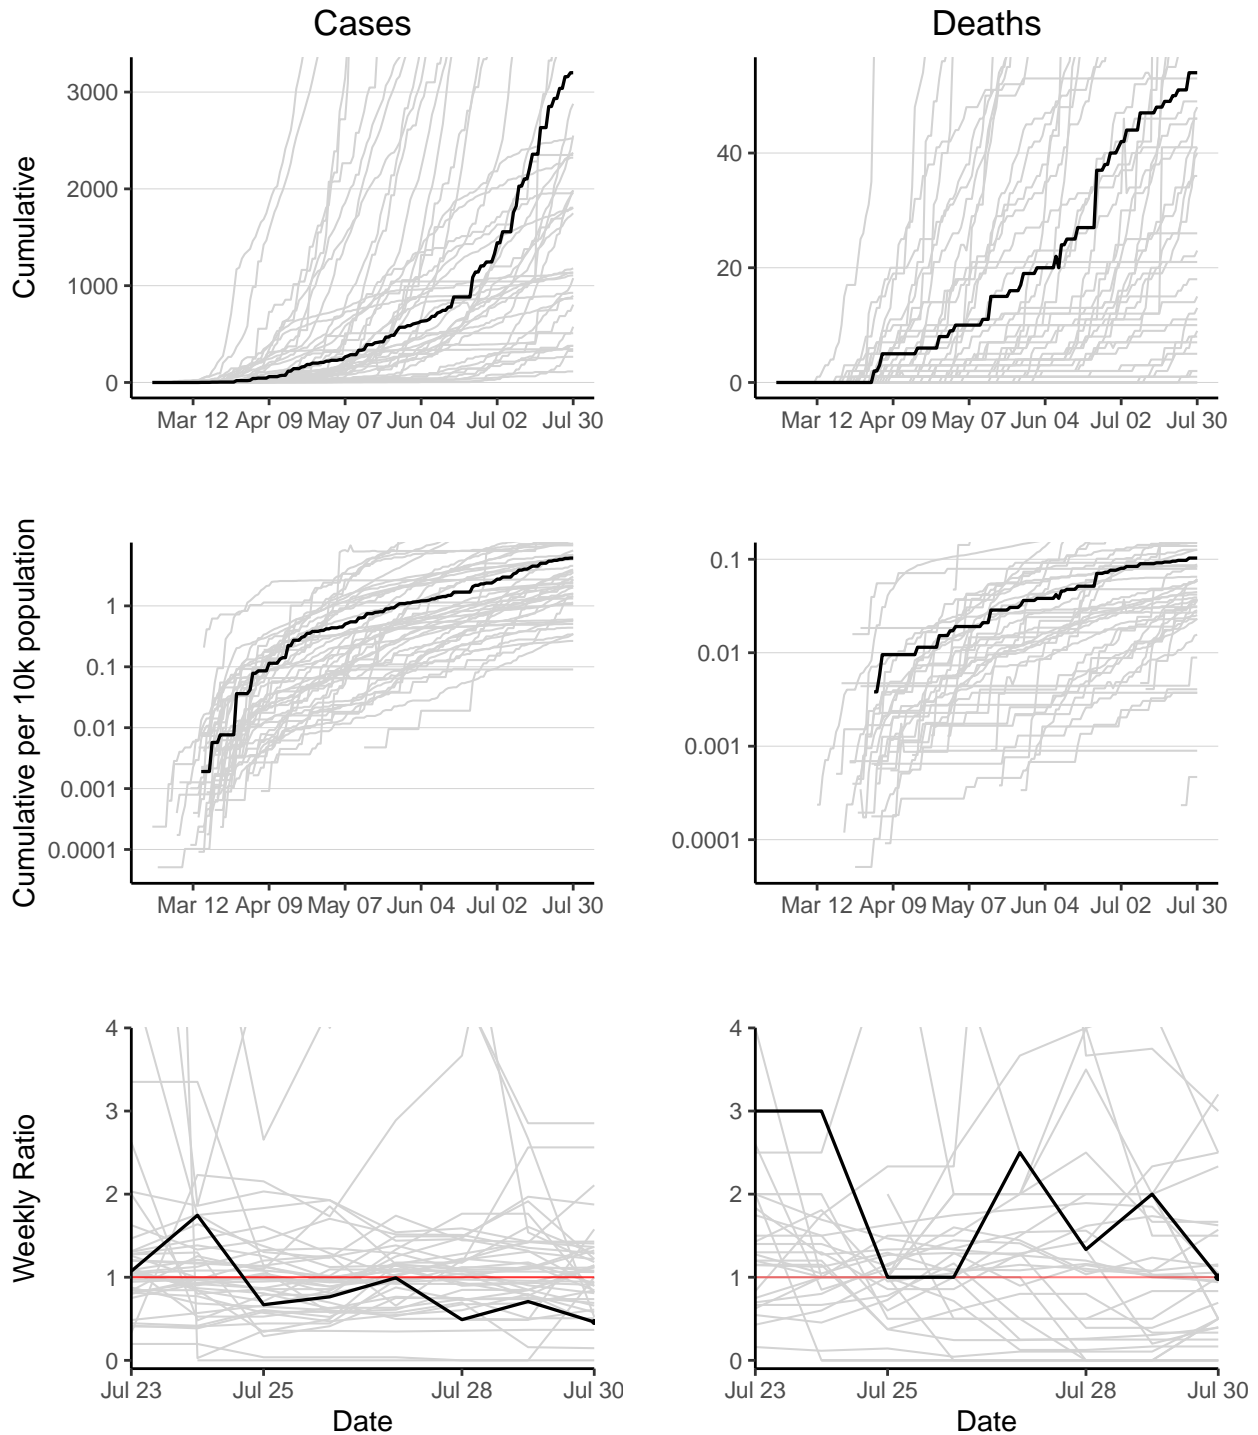 Cases
Deaths
Cumulative
3000
2000
1000
0
Mar 12 Apr 09 May 07 Jun 04 Jul 02 Jul 30
40
20
0
Mar 12 Apr 09 May 07 Jun 04 Jul 02 Jul 30
Cumulative per 10k population
1
0.1
0.01
0.001
0.0001
Mar 12 Apr 09 May 07 Jun 04 Jul 02 Jul 30
0.1
0.01
0.001
0.0001
Mar 12 Apr 09 May 07 Jun 04 Jul 02 Jul 30
Weekly Ratio
4
3
2
1
0
Jul 23 Jul 25 Jul 28 Jul 30
Date
4
3
2
1
0
Jul 23 Jul 25 Jul 28 Jul 30
Date